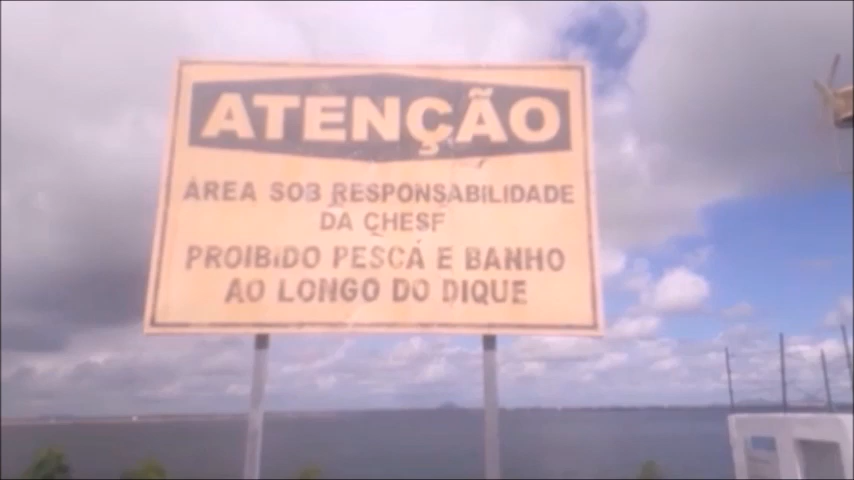 ATENÇÃO
ÁREA SOB RESPONSABILIDADE
DA CHESF
PROIBIDO PESCA E BANHO
AO LONGO DO DIQUE